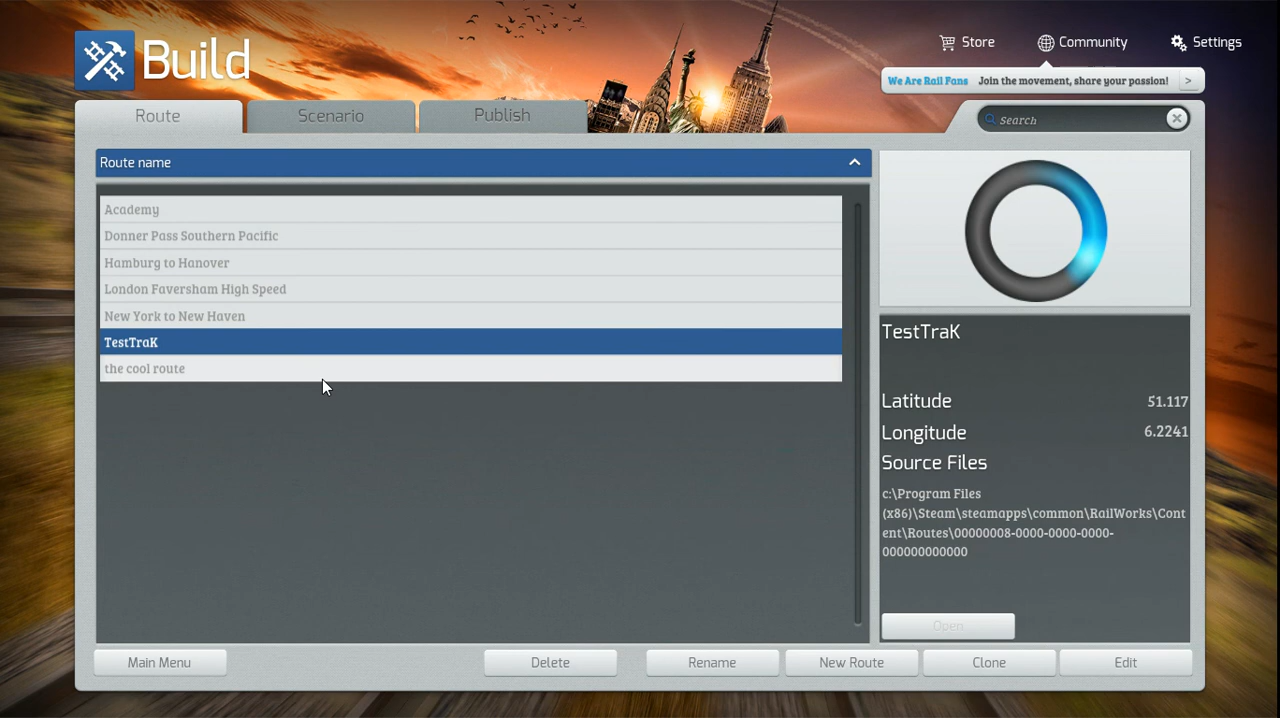 Build
Store
Community
Settings
We Are Rail Fans Join the movement, share your passion! >
Route
Scenario
Publish
Search
Route name
Academy
Donner Pass Southern Pacific
Hamburg to Hanover
London Faversham High Speed
New York to New Haven
TestTraK
the cool route
TestTraK
Latitude 51.117
Longitude 6.2241
Source Files
c:\Program Files
(x86)\Steam\steamapps\common\RailWorks\Cont
ent\Routes\00000008-0000-0000-0000-
000000000000
Open
Main Menu
Delete
Rename
New Route
Clone
Edit